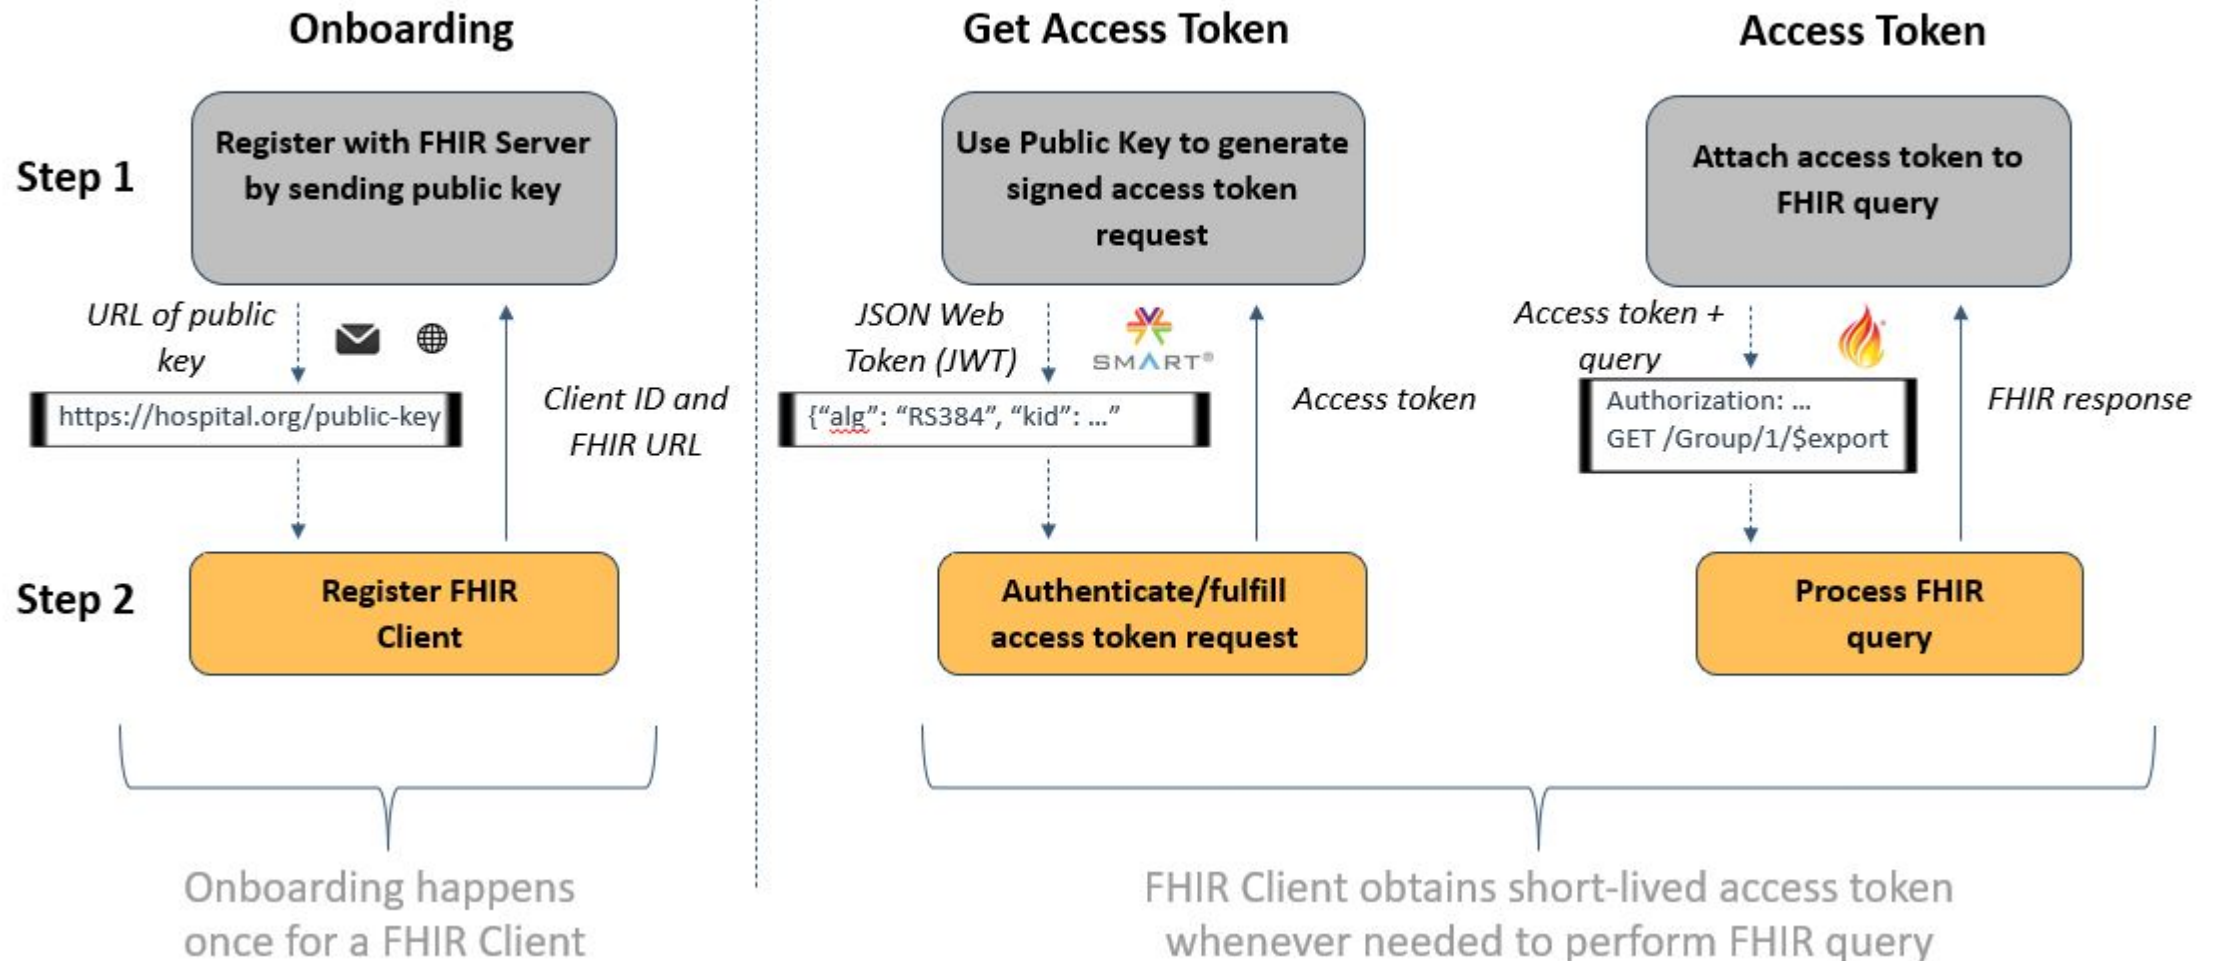 Onboarding
Get Access Token
Access Token
Step 1
Register with FHIR Server
by sending public key
Use Public Key to generate
signed access token
request
Attach access token to
FHIR query
URL of public
key
https://hospital.org/public-key
Client ID and
FHIR URL
JSON Web
Token (JWT)
SMART®
{“alg”: “RS384”, “kid”: ...”
Access token
Access token +
query
Authorization: ...
GET /Group/1/$export
FHIR response
Step 2
Register FHIR
Client
Authenticate/fulfill
access token request
Process FHIR
query
Onboarding happens
once for a FHIR Client
FHIR Client obtains short-lived access token
whenever needed to perform FHIR query